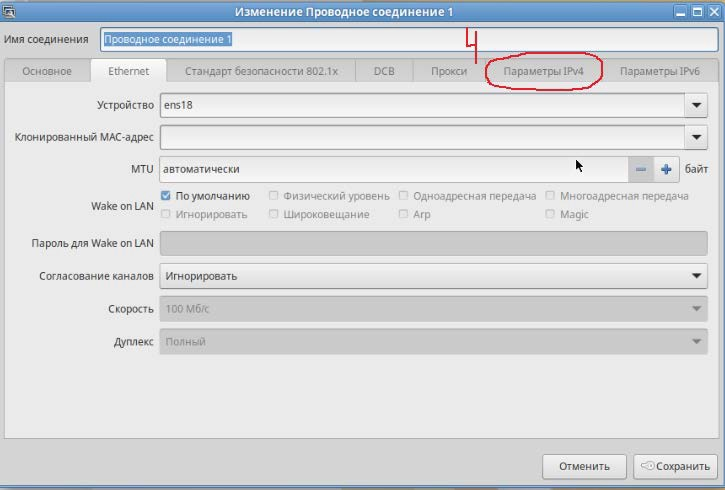 Изменение Проводное соединение 1
Имя соединения Проводное соединение 1
4
Основное Ethernet Стандарт безопасности 802.1x DCB Прокси Параметры IPv4 Параметры IPv6
Устройство ens18
Клонированный MAC-адрес
MTU автоматически байт
Wake on LAN
По умолчанию Физический уровень Одноадресная передача Многоадресная передача
Игнорировать Широковещание Arp Magic
Пароль для Wake on LAN
Согласование каналов Игнорировать
Скорость 100 Мб/с
Дуплекс Полный
Отменить Сохранить